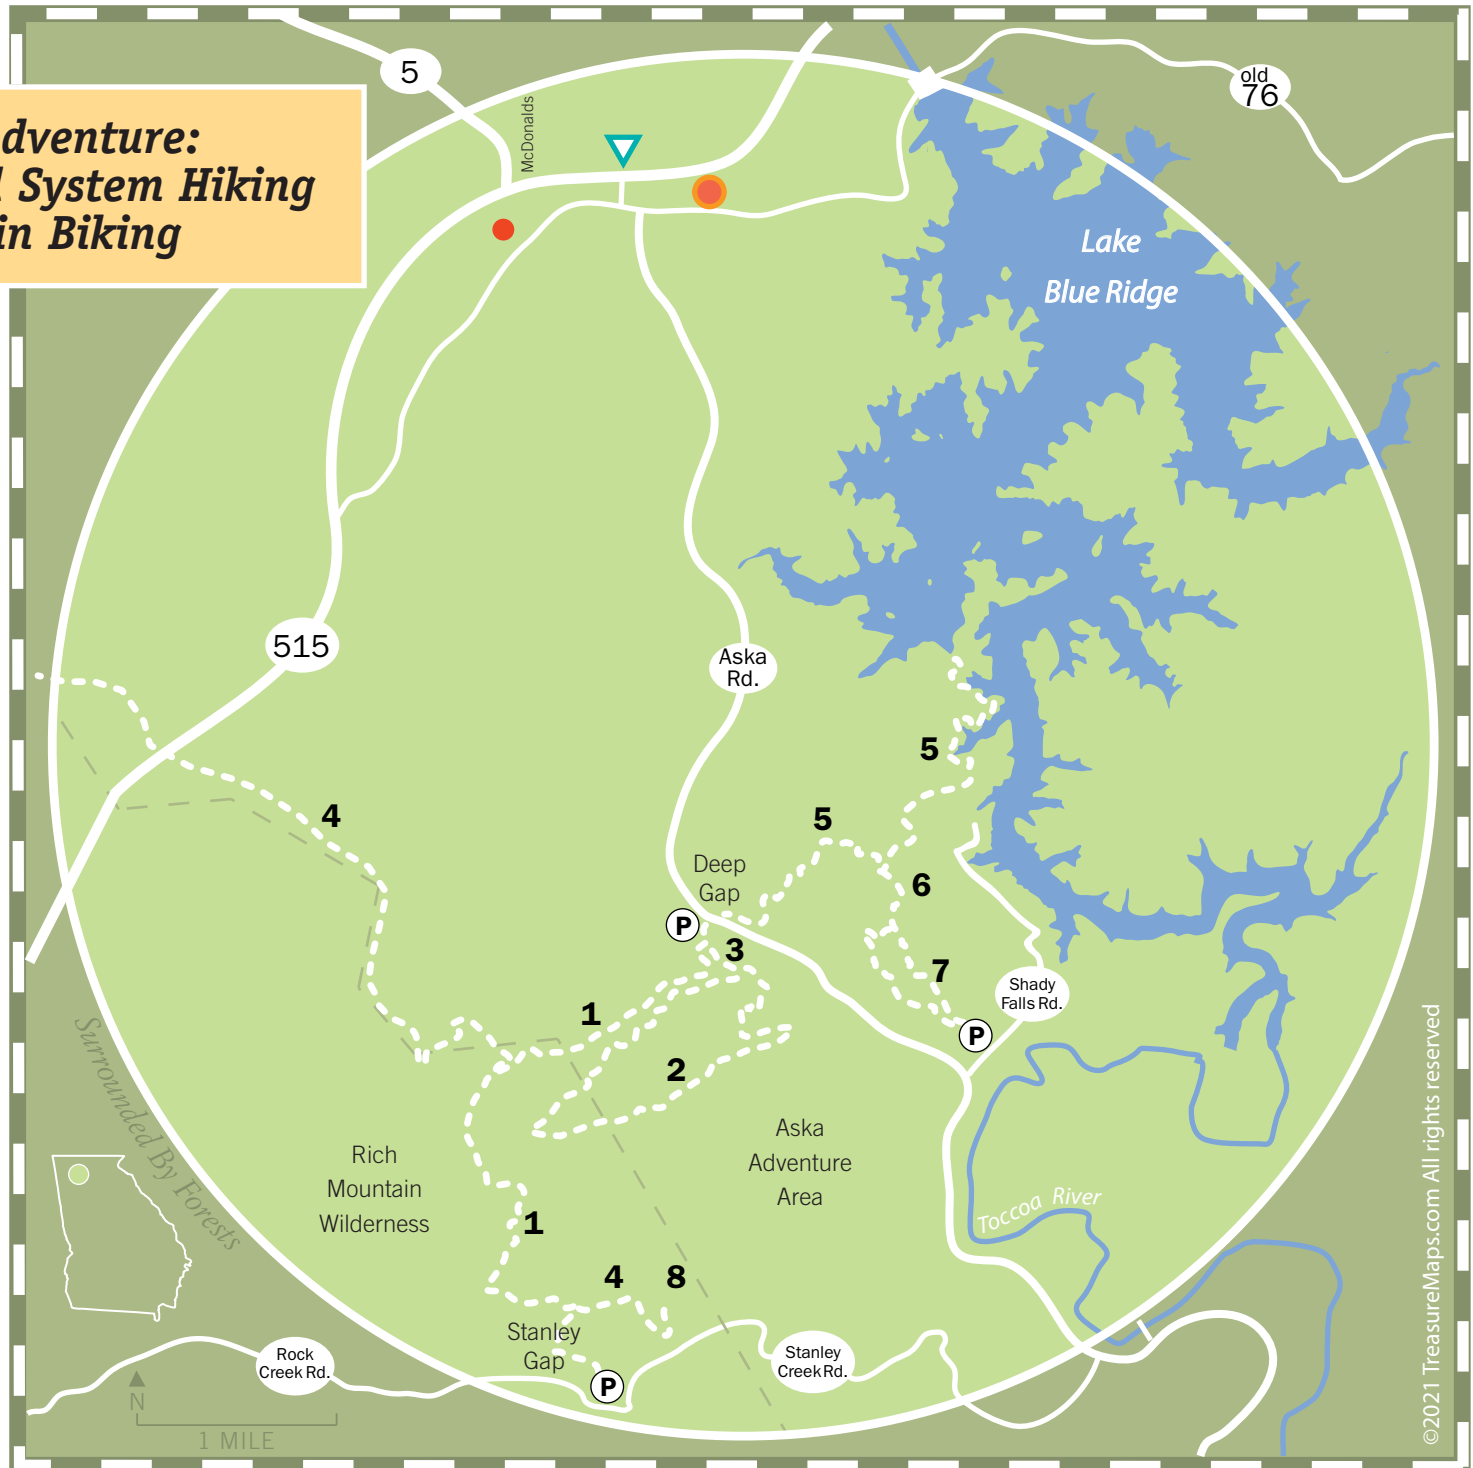 5
old
76
McDonalds
dventure:
System Hiking
in Biking
Lake
Blue Ridge
515
Aska
Rd.
5
4
5
Deep
Gap
6
P
3
7
Shady
Falls Rd.
1
P
2
Surrounded By Forests
Aska
Adventure
Area
Rich
Mountain
Wilderness
Toccoa River
1
4
8
Stanley
Gap
Rock
Creek Rd.
Stanley
Creek Rd.
P
N
1 MILE
©2021 TreasureMaps.com All rights reserved